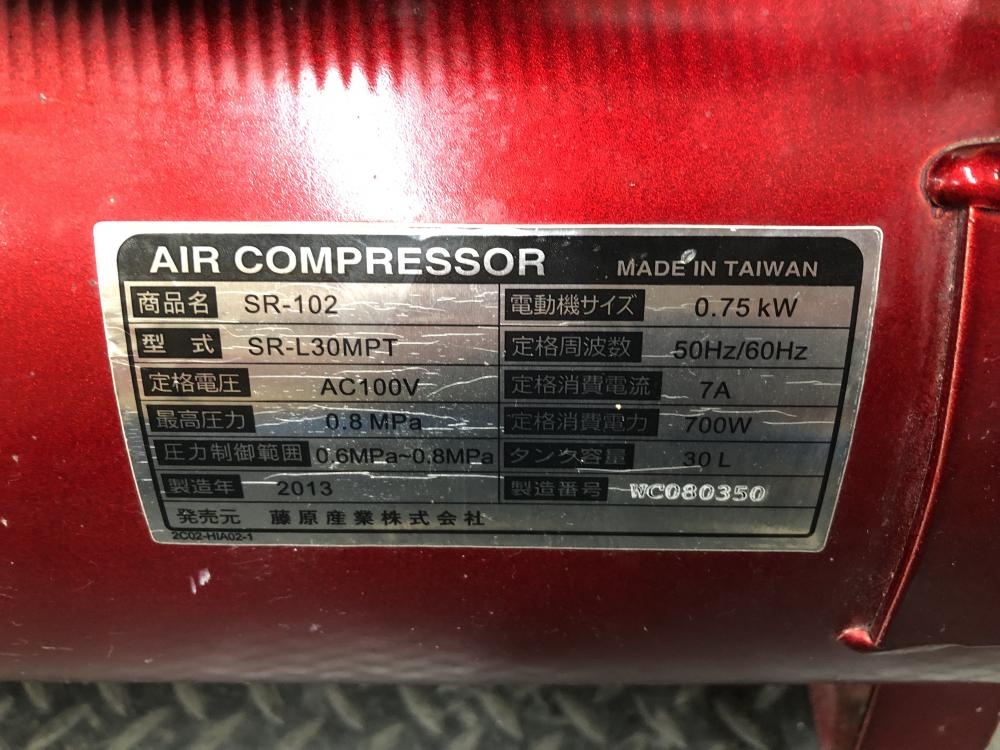 AIR COMPRESSOR MADE IN TAIWAN
商品名 SR-102 電動機サイズ 0.75 kW
型 式 SR-L30MPT 定格周波数 50Hz/60Hz
定格電圧 AC100V 定格消費電流 7A
最高圧力 0.8 MPa 定格消費電力 700W
圧力制御範囲 0.6MPa~0.8MPa タンク容量 30 L
製造年 2013 製造番号 WC080350
発売元 藤原産業株式会社
2C02-HIA02-1